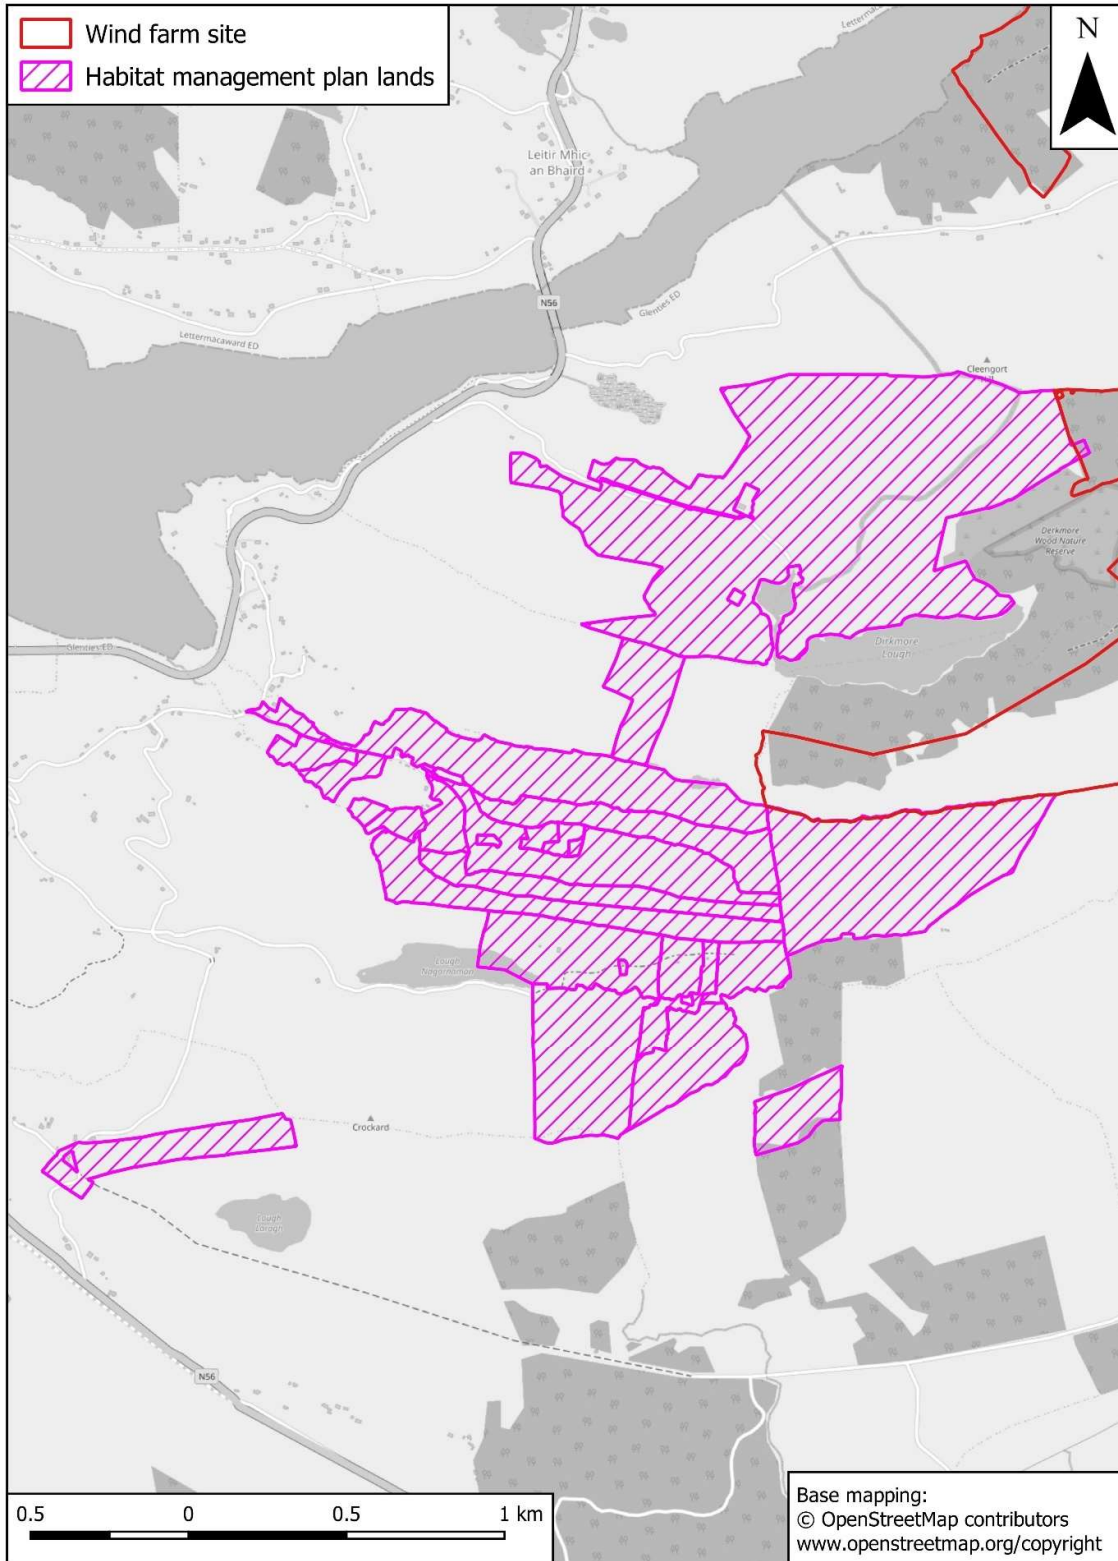 Wind farm site
Habitat management plan lands
N
Leitir Mhic
an Bhaird
N56
Glenties ED
Lettermacaward ED
Cleengort
Derkmore
Wood Nature
Reserve
Glenties ED
Dirkmore
Lough
Lough
Nagarnaman
Crockard
Lough
Laragh
N56
0.5 0 0.5 1 km
Base mapping:
© OpenStreetMap contributors
www.openstreetmap.org/copyright